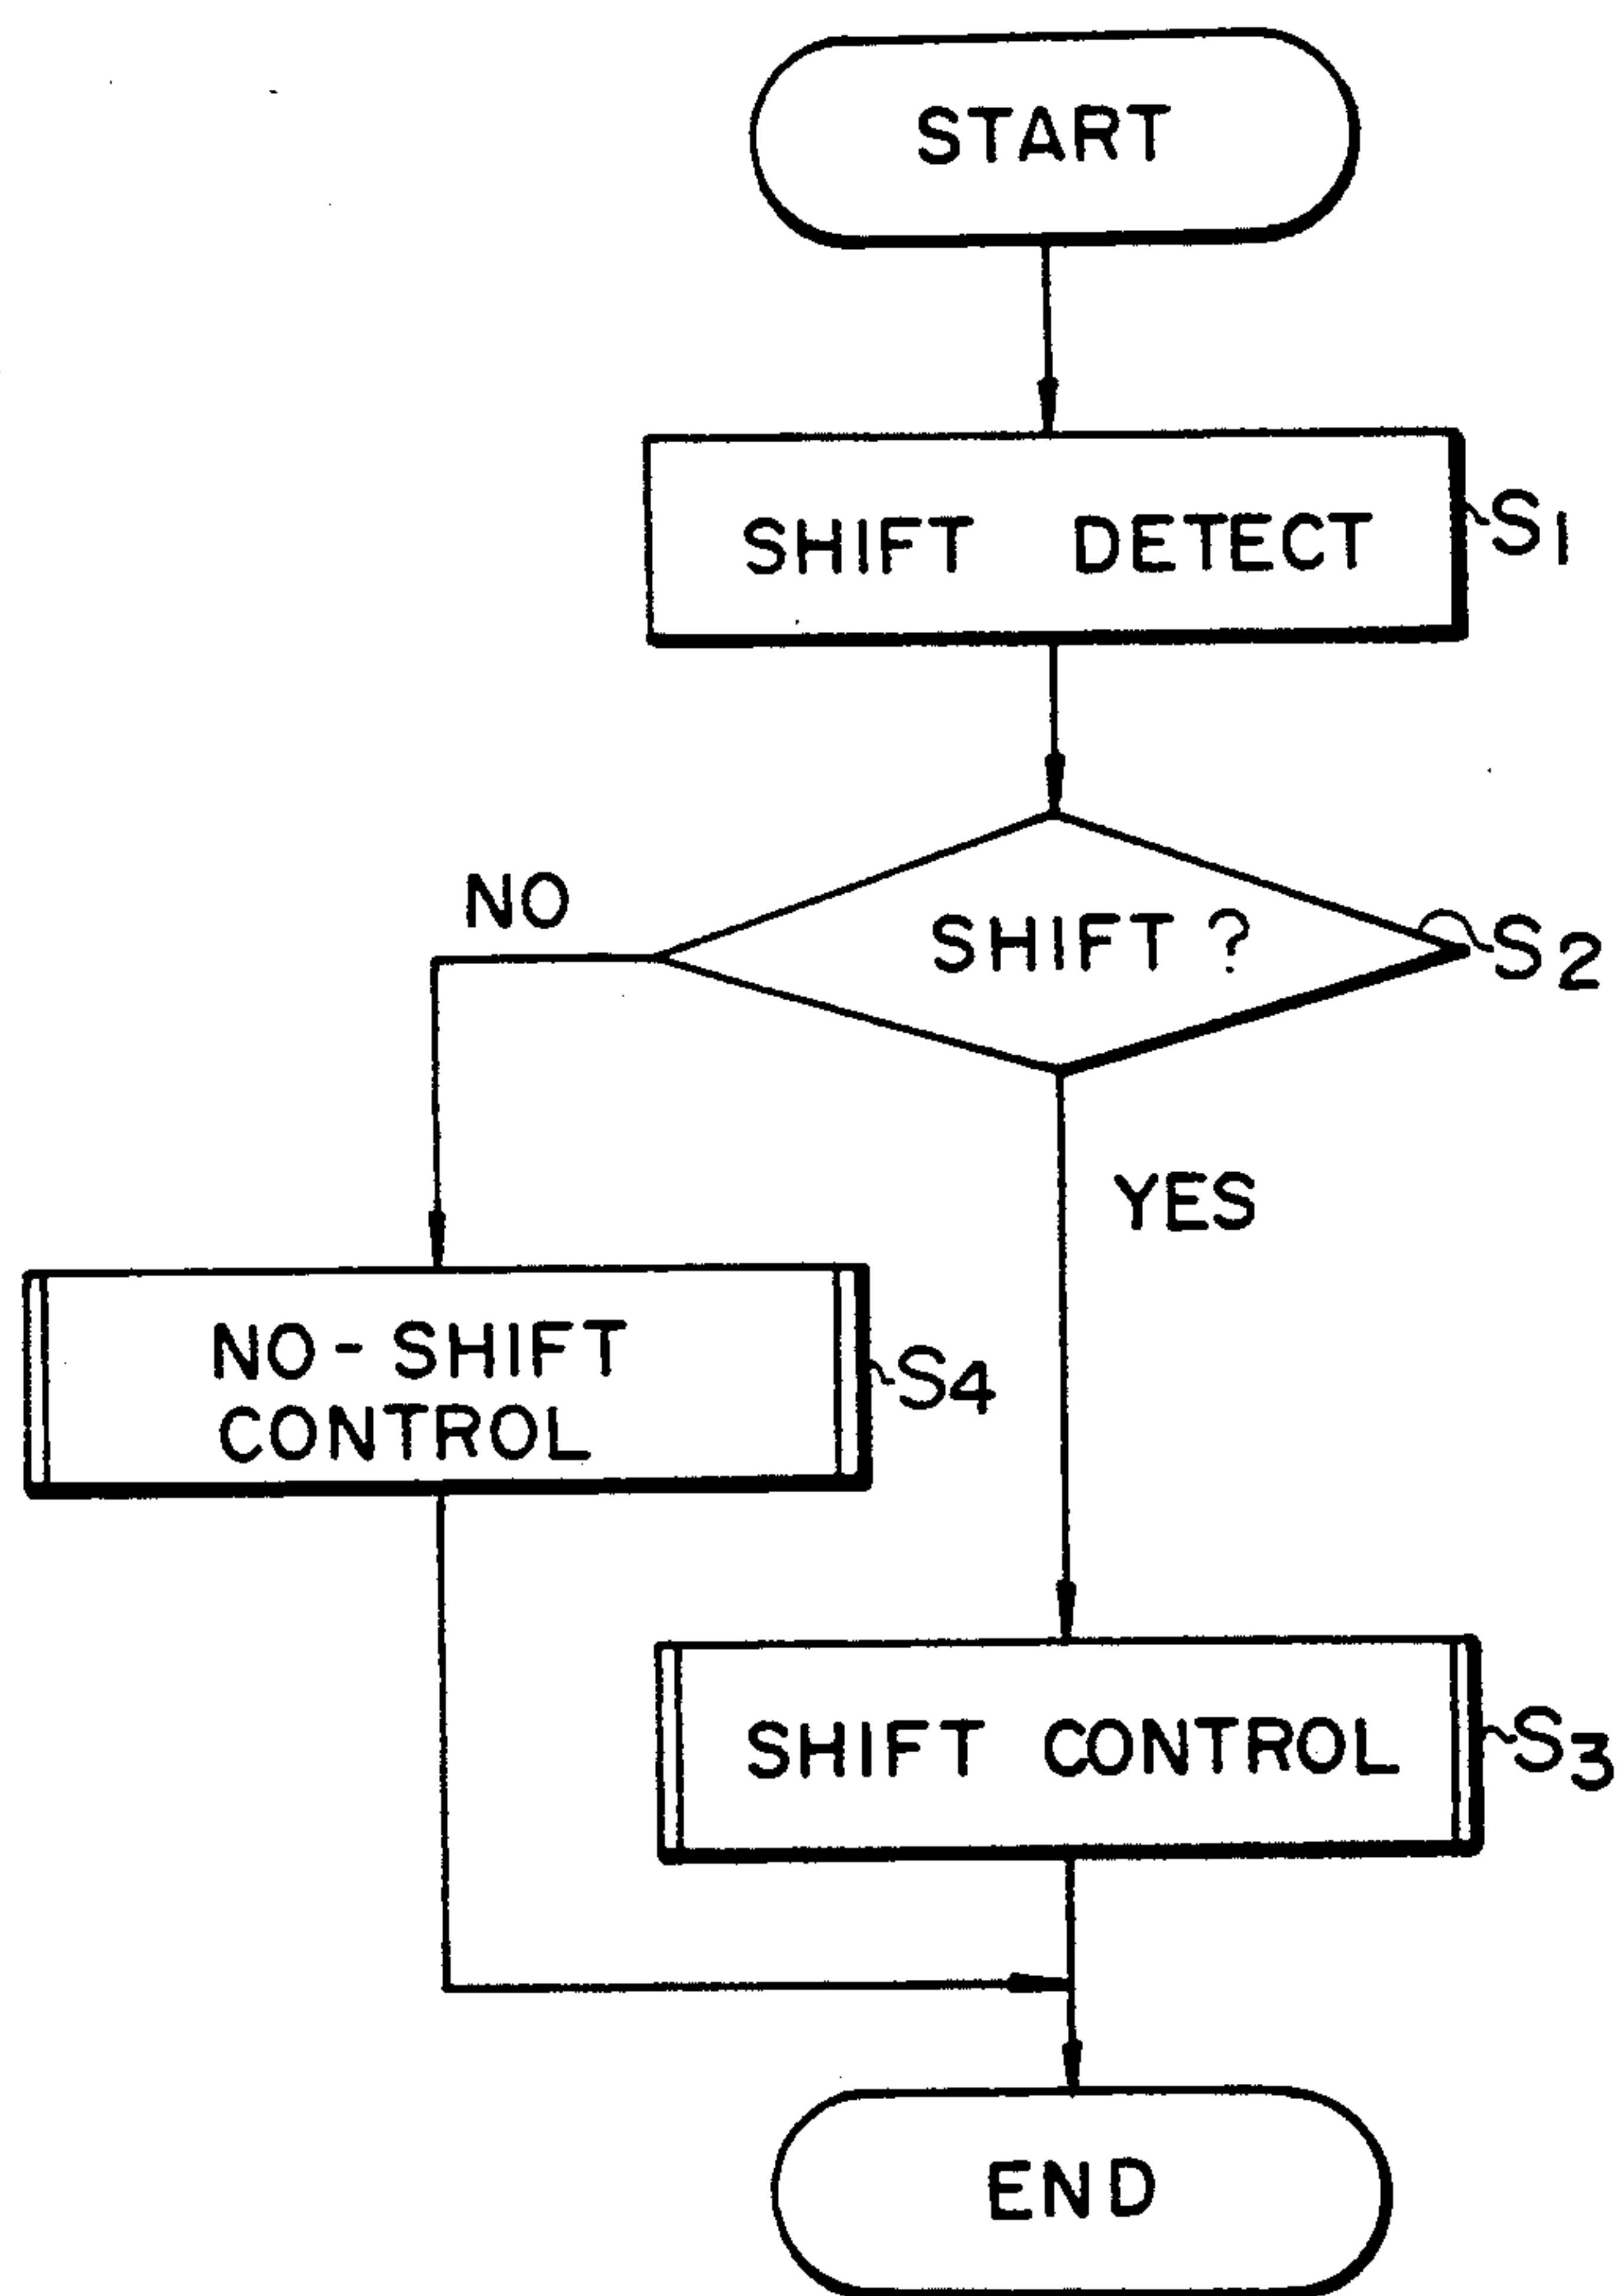 START
SHIFT DETECT
S1
NO
SHIFT ?
S2
YES
NO-SHIFT
CONTROL
S4
SHIFT CONTROL
S3
END